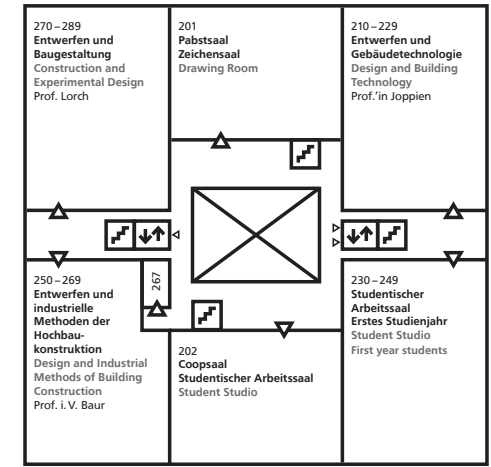 270 – 289
Entwerfen und
Baugestaltung
Construction and
Experimental Design
Prof. Lorch
201
Pabstsaal
Zeichensaal
Drawing Room
210 – 229
Entwerfen und
Gebäudetechnologie
Design and Building
Technology
Prof.'in Joppien
250 – 269
Entwerfen und
industrielle
Methoden der
Hochbau-
konstruktion
Design and Industrial
Methods of Building
Construction
Prof. i. V. Baur
267
202
Coopsaal
Studentischer Arbeitssaal
Student Studio
230 – 249
Studentischer
Arbeitssaal
Erstes Studienjahr
Student Studio
First year students